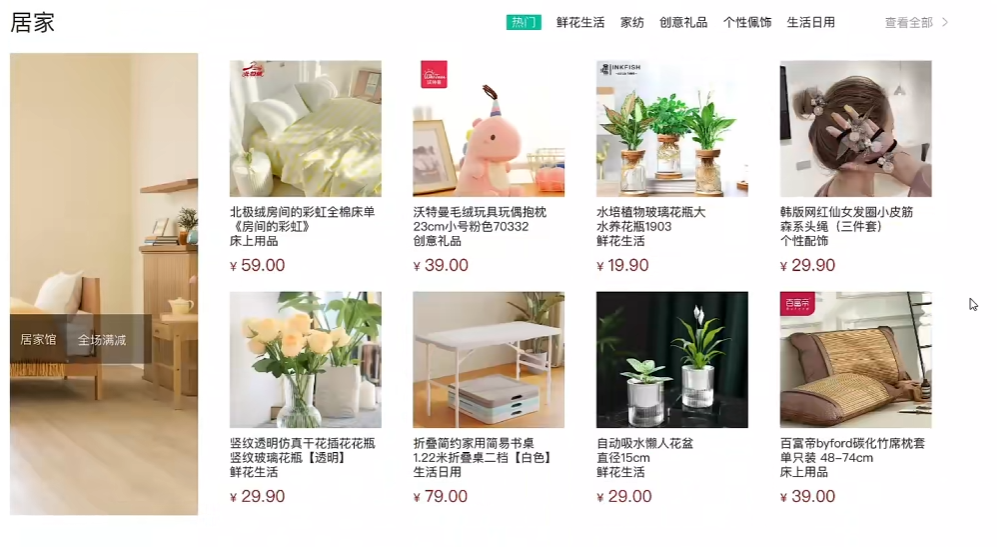 居家
热门 鲜花生活 家纺 创意礼品 个性佩饰 生活日用 查看全部
INKFISH
北极绒房间的彩虹全棉床单
《房间的彩虹》
床上用品
¥ 59.00
沃特曼毛绒玩具玩偶抱枕
23cm小号粉色70332
创意礼品
¥ 39.00
水培植物玻璃花瓶大
水养花瓶1903
鲜花生活
¥ 19.90
韩版网红仙女发圈小皮筋
森系头绳（三件套）
个性配饰
¥ 29.90
居家馆 全场满减
百富帝
竖纹透明仿真干花插花花瓶
竖纹玻璃花瓶【透明】
鲜花生活
¥ 29.90
折叠简约家用简易书桌
1.22米折叠桌二档【白色】
生活日用
¥ 79.00
自动吸水懒人花盆
直径15cm
鲜花生活
¥ 29.00
百富帝byford碳化竹席枕套
单只装 48-74cm
床上用品
¥ 39.00